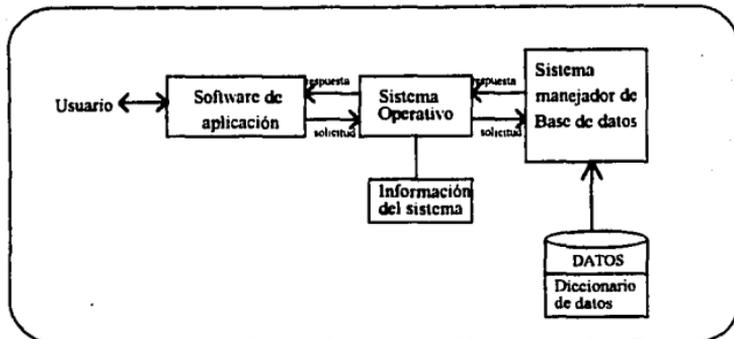 Usuario
Software de
aplicación
respuesta
solicitud
Sistema
Operativo
respuesta
solicitud
Sistema
manejador de
Base de datos
Información
del sistema
DATOS
Diccionario
de datos